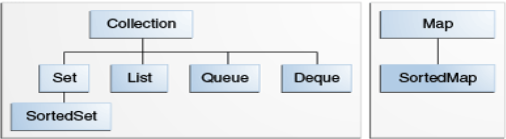 Collection
Map
Set
List
Queue
Deque
SortedMap
SortedSet